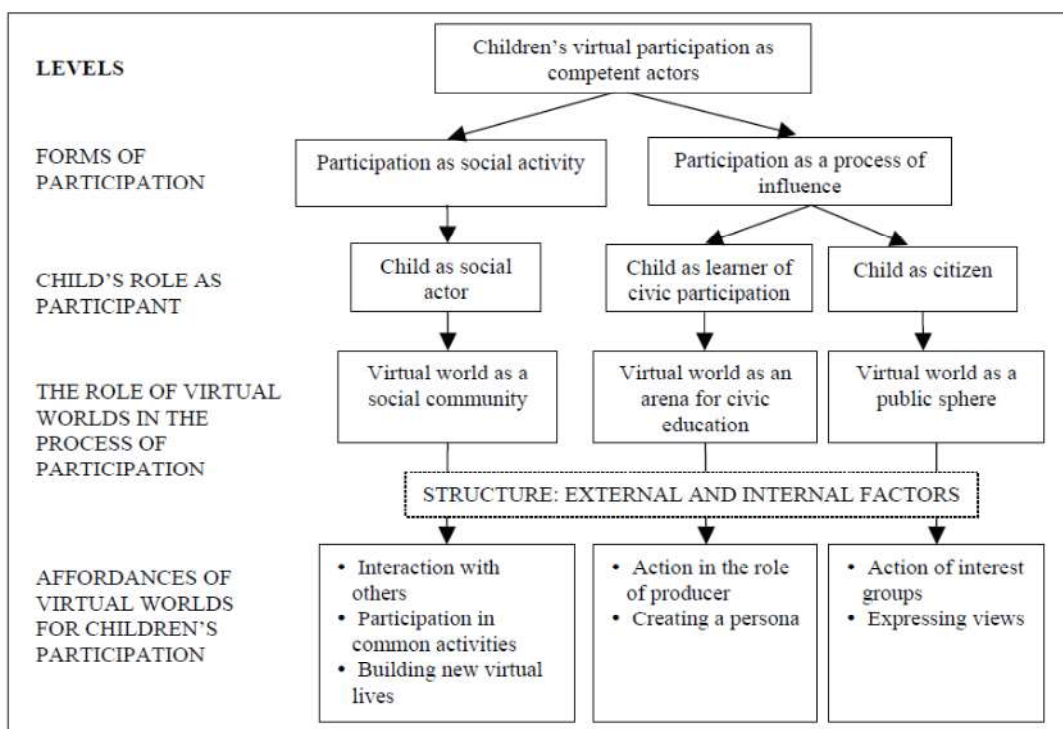 Children's virtual participation as
competent actors
LEVELS
FORMS OF
PARTICIPATION
Participation as social activity
Participation as a process of
influence
CHILD'S ROLE AS
PARTICIPANT
Child as social
actor
Child as learner of
civic participation
Child as citizen
THE ROLE OF VIRTUAL
WORLDS IN THE
PROCESS OF
PARTICIPATION
Virtual world as a
social community
Virtual world as an
arena for civic
education
Virtual world as a
public sphere
STRUCTURE: EXTERNAL AND INTERNAL FACTORS
AFFORDANCES OF
VIRTUAL WORLDS
FOR CHILDREN'S
PARTICIPATION
• Interaction with
others
• Participation in
common activities
• Building new virtual
lives
• Action in the role
of producer
• Creating a persona
• Action of interest
groups
• Expressing views